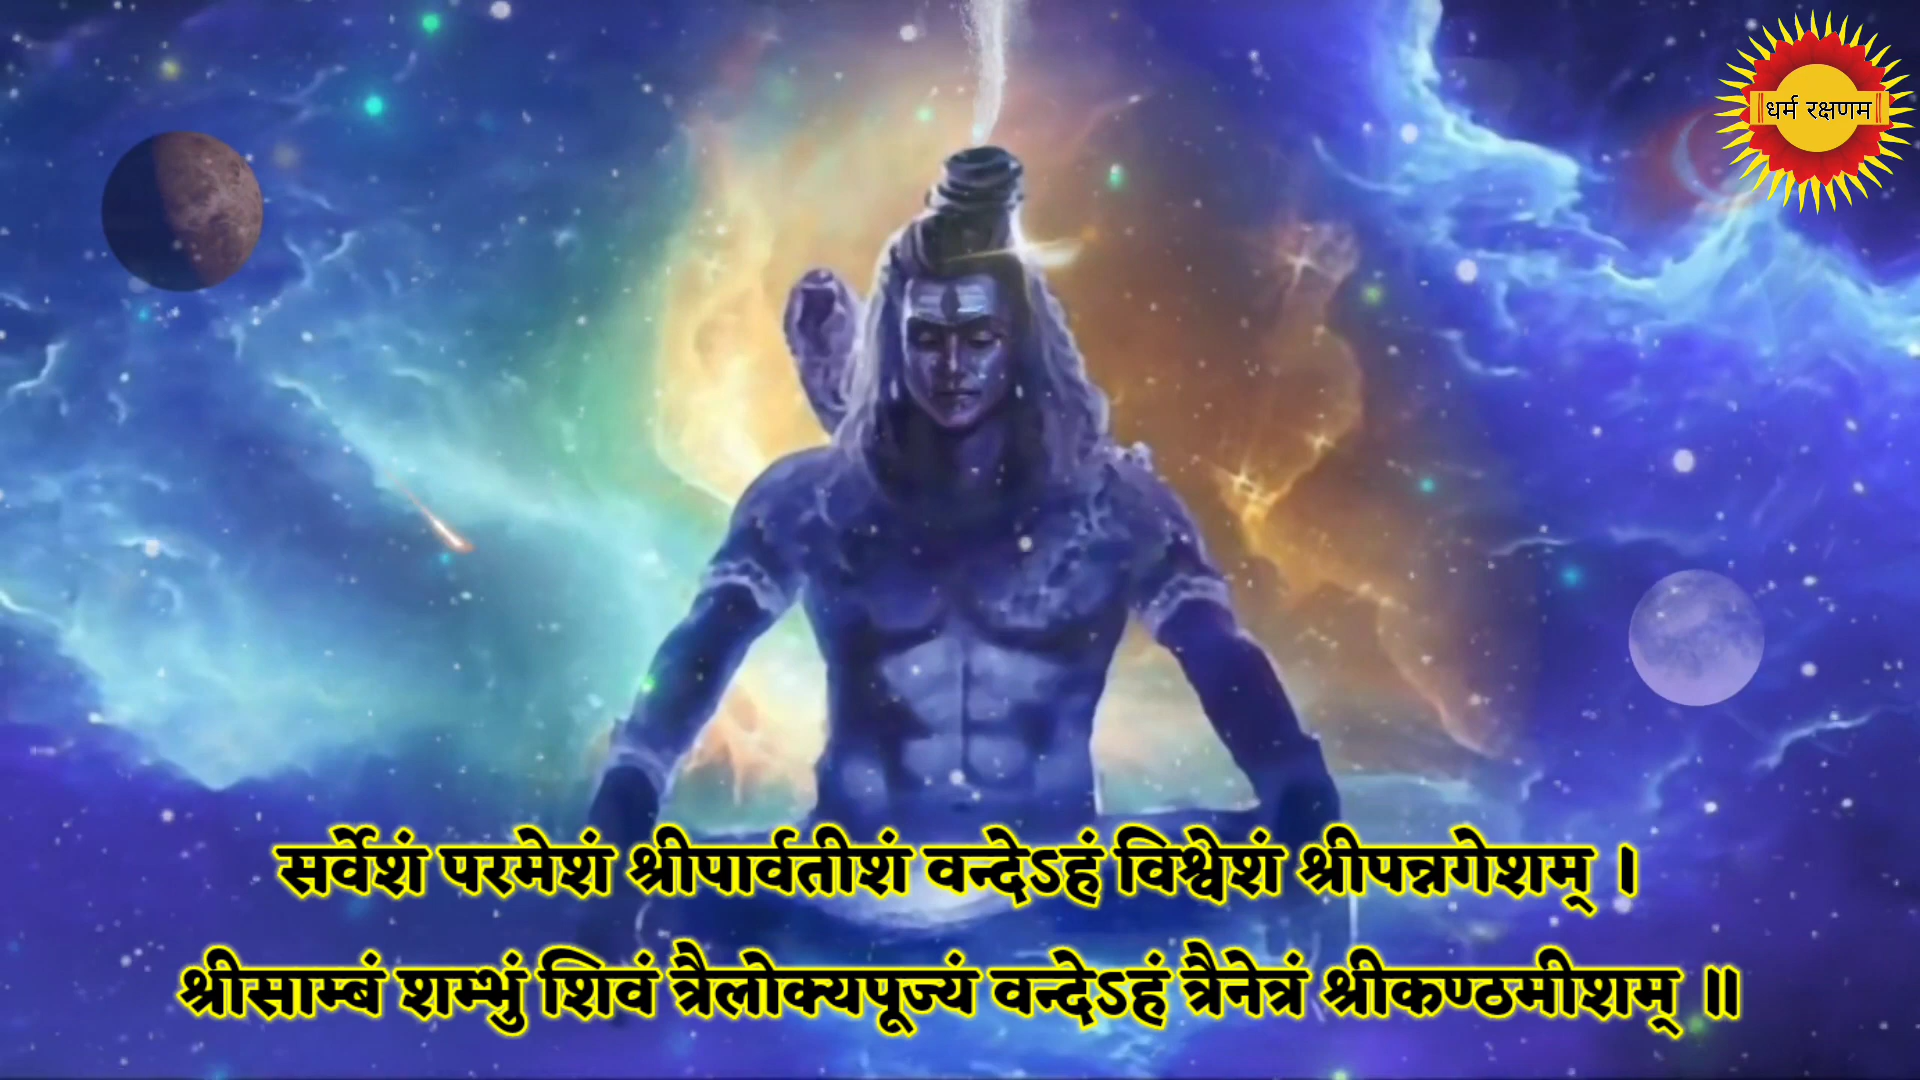 ॥धर्म रक्षणम॥
सर्वेशं परमेशं श्रीपार्वतीशं वन्देऽहं विश्वेशं श्रीपन्नगेशम् ।
श्रीसाम्बं शम्भुं शिवं त्रैलोक्यपूज्यं वन्देऽहं त्रैनेत्रं श्रीकण्ठमीशम् ॥